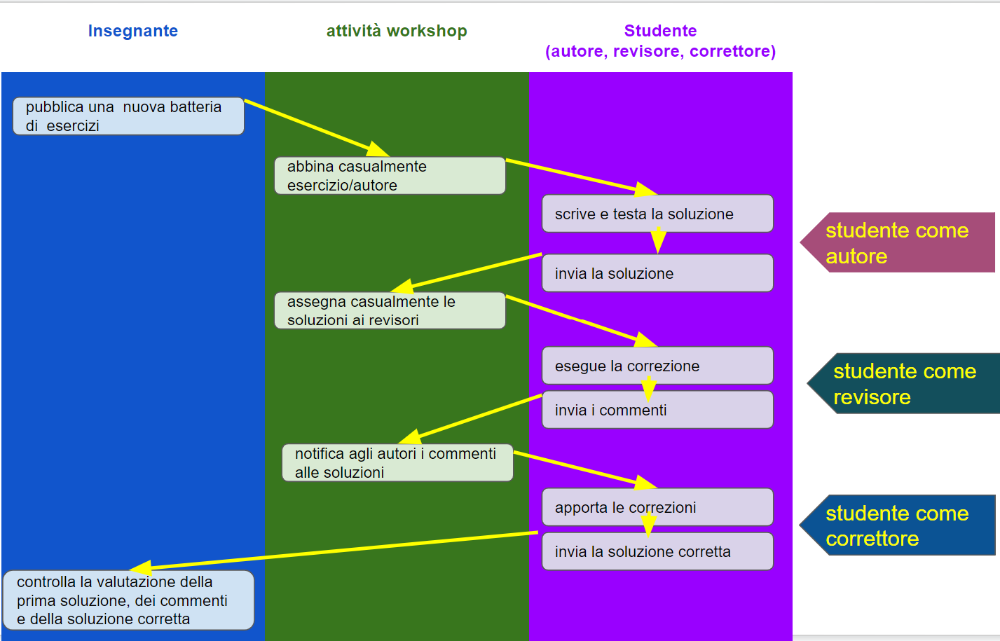 Insegnante
attività workshop
Studente
(autore, revisore, correttore)
pubblica una  nuova batteria
di  esercizi
abbina casualmente
esercizio/autore
scrive e testa la soluzione
studente come
autore
invia la soluzione
assegna casualmente le
soluzioni ai revisori
esegue la correzione
studente come
revisore
invia i commenti
notifica agli autori i commenti
alle soluzioni
apporta le correzioni
studente come
correttore
invia la soluzione corretta
controlla la valutazione della
prima soluzione, dei commenti
e della soluzione corretta